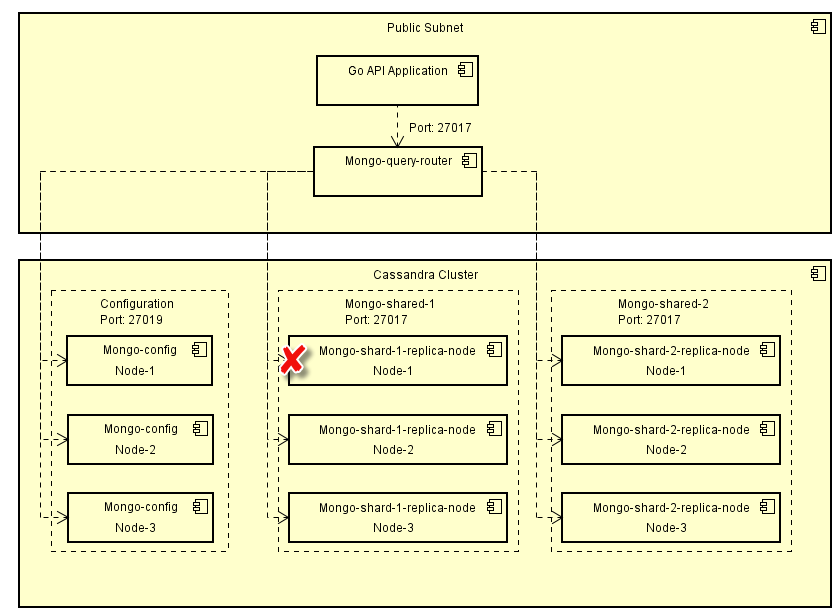 Public Subnet
Go API Application
Port: 27017
Mongo-query-router
Cassandra Cluster
Configuration
Port: 27019
Mongo-config
Node-1
Mongo-config
Node-2
Mongo-config
Node-3
Mongo-shared-1
Port: 27017
Mongo-shard-1-replica-node
Node-1
Mongo-shard-1-replica-node
Node-2
Mongo-shard-1-replica-node
Node-3
Mongo-shared-2
Port: 27017
Mongo-shard-2-replica-node
Node-1
Mongo-shard-2-replica-node
Node-2
Mongo-shard-2-replica-node
Node-3